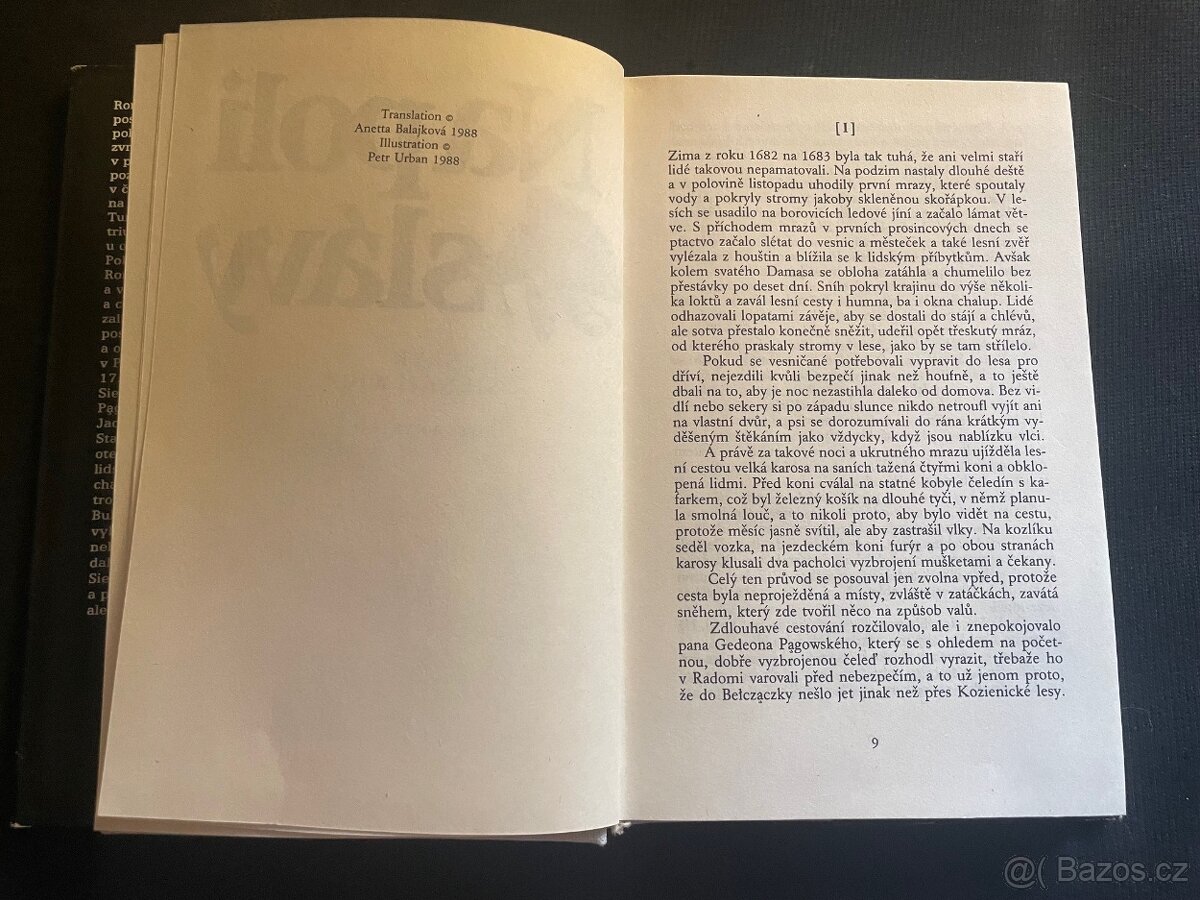 Translation ©
Anetta Balajková 1988
Illustration ©
Petr Urban 1988
[1]
Zima z roku 1682 na 1683 byla tak tuhá, že ani velmi staří
lidé takovou nepamatovali. Na podzim nastaly dlouhé deště
a v polovině listopadu uhodily první mrazy, které spoutaly
vody a pokryly stromy jakoby skleněnou skořápkou. V le-
sích se usadilo na borovicích ledové jíní a začalo lámat vět-
ve. S příchodem mrazů v prvních prosincových dnech se
ptactvo začalo slétat do vesnic a městeček a také lesní zvěř
vylézala z houštin a blížila se k lidským příbytkům. Avšak
kolem svatého Damasa se obloha zatáhla a chumelilo bez
přestávky po deset dní. Sníh pokryl krajinu do výše několi-
ka loktů a zavál lesní cesty i humna, ba i okna chalup. Lidé
odhazovali lopatami závěje, aby se dostali do stájí a chlévů,
ale sotva přestalo konečně sněžit, udeřil opět třeskutý mráz,
od kterého praskaly stromy v lese, jako by se tam střílelo.
Pokud se vesničané potřebovali vypravit do lesa pro
dříví, nejezdili kvůli bezpečí jinak než houfně, a to ještě
dbali na to, aby je noc nezastihla daleko od domova. Bez vi-
dlí nebo sekery si po západu slunce nikdo netroufl vyjít ani
na vlastní dvůr, a psi se dorozumívali do rána krátkým vy-
děšeným štěkáním jako vždycky, když jsou nablízku vlci.
A právě za takové noci a ukrutného mrazu ujížděla les-
ní cestou velká karosa na saních tažená čtyřmi koni a obklo-
pená lidmi. Před koni cválal na statné kobyle čeledín s ka-
farkem, což byl železný košík na dlouhé tyči, v němž planu-
la smolná louč, a to nikoli proto, aby bylo vidět na cestu,
protože měsíc jasně svítil, ale aby zastrašil vlky. Na kozlíku
seděl vozka, na jezdeckém koni furýr a po obou stranách
karosy klusali dva pacholci vyzbrojení mušketami a čekany.
Celý ten průvod se posouval jen zvolna vpřed, protože
cesta byla neproježděná a místy, zvláště v zatáčkách, zavátá
sněhem, který zde tvořil něco na způsob valů.
Zdlouhavé cestování rozčilovalo, ale i znepokojovalo
pana Gedeona Pągowského, který se s ohledem na počet-
nou, dobře vyzbrojenou čeleď rozhodl vyrazit, třebaže ho
v Radomi varovali před nebezpečím, a to už jenom proto,
že do Bełczączky nešlo jet jinak než přes Kozienické lesy.
9
@( Bazos.cz